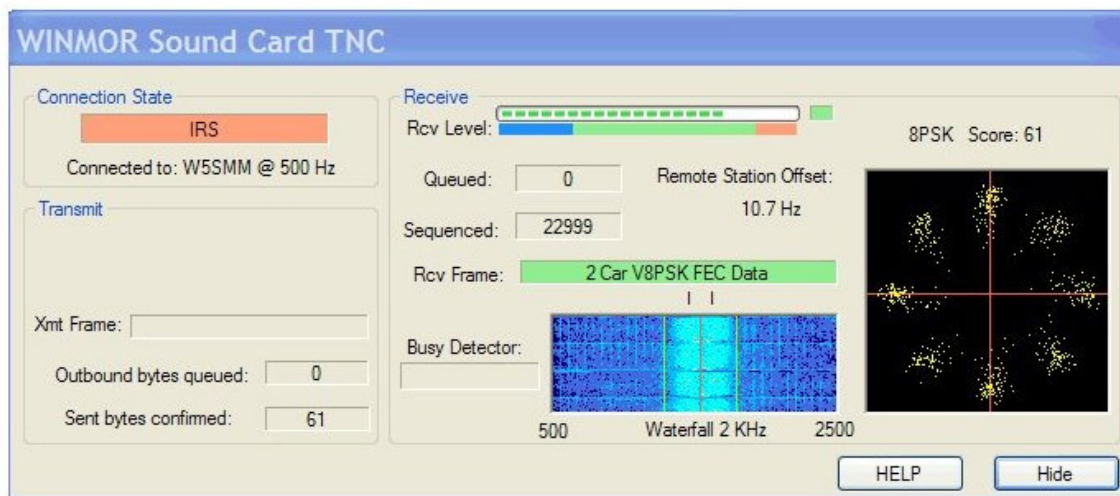 WINMOR Sound Card TNC
Connection State
IRS
Connected to: W5SMM @ 500 Hz
Transmit
Xmt Frame:
Outbound bytes queued: 0
Sent bytes confirmed: 61
Receive
Rcv Level:
Queued: 0
Sequenced: 22999
Remote Station Offset:
10.7 Hz
Rcv Frame: 2 Car V8PSK FEC Data
Busy Detector:
500 Waterfall 2 KHz 2500
8PSK Score: 61
HELP
Hide